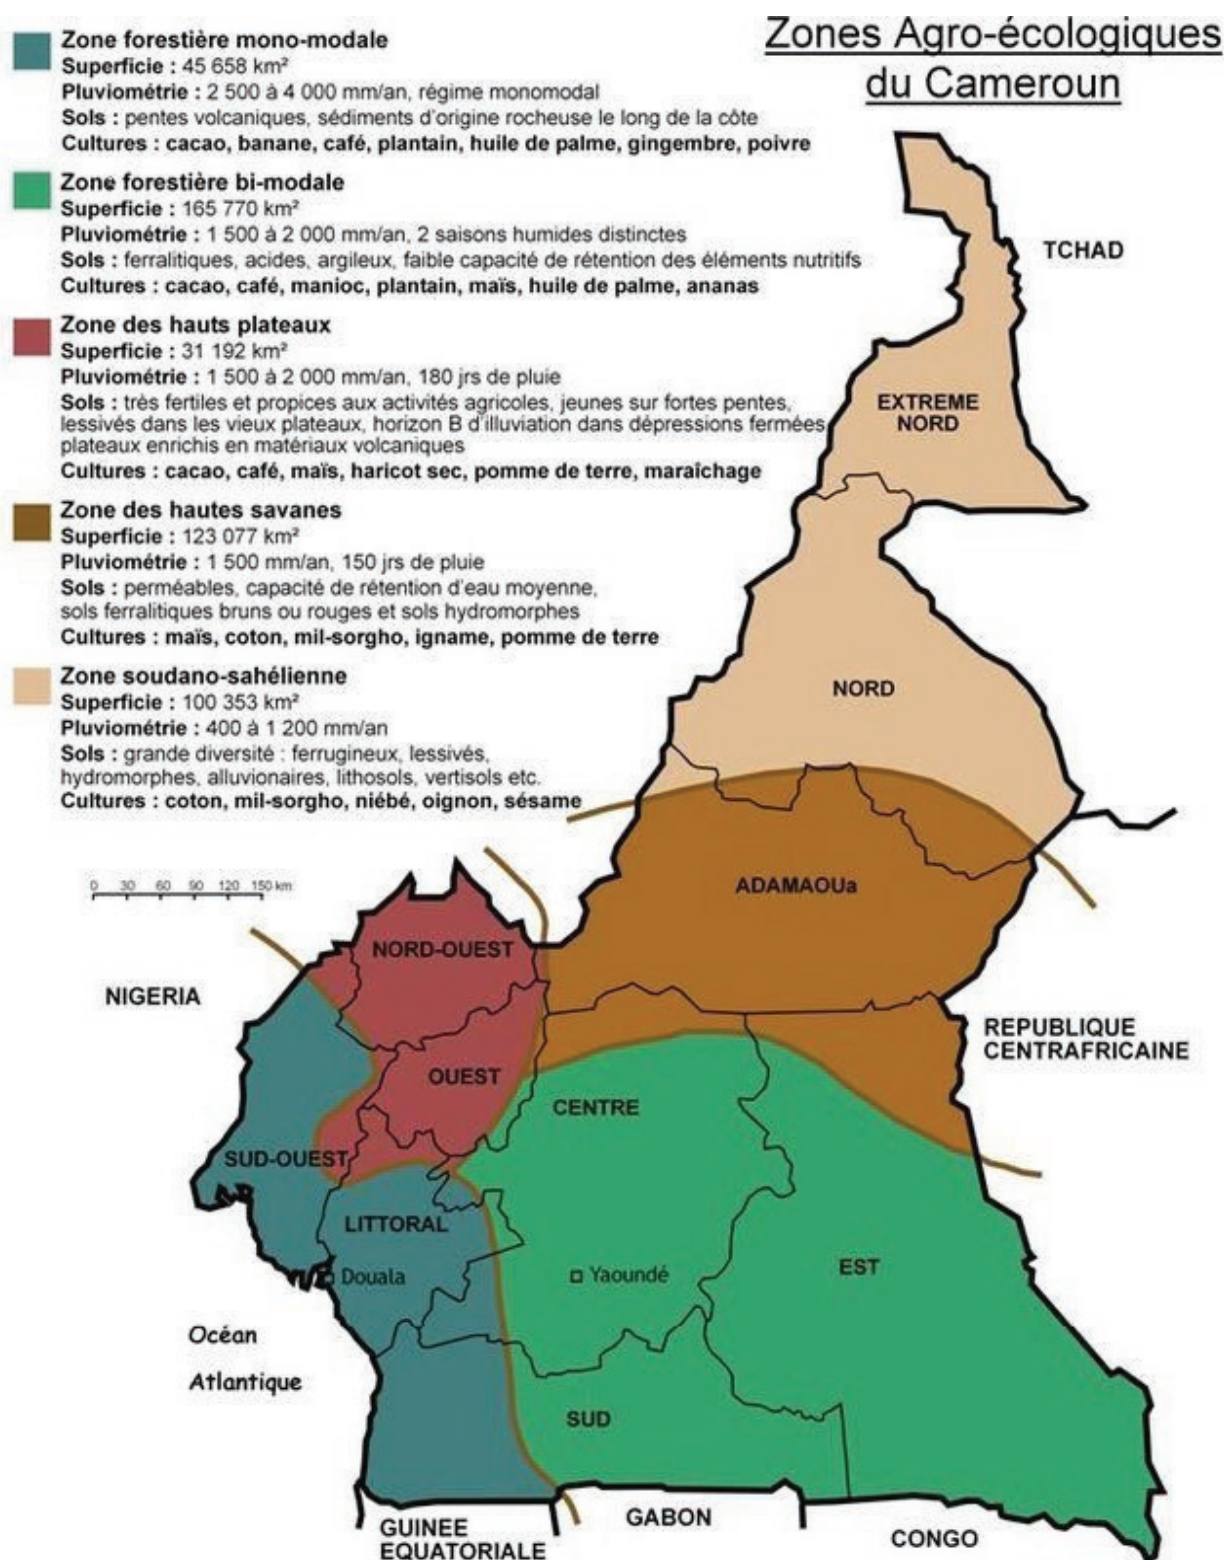 Zones Agro-écologiques
du Cameroun
Zone forestière mono-modale
Superficie : 45 658 km²
Pluviométrie : 2 500 à 4 000 mm/an, régime monomodal
Sols : pentes volcaniques, sédiments d'origine rocheuse le long de la côte
Cultures : cacao, banane, café, plantain, huile de palme, gingembre, poivre
Zone forestière bi-modale
Superficie : 165 770 km²
Pluviométrie : 1 500 à 2 000 mm/an, 2 saisons humides distinctes
Sols : ferralitiques, acides, argileux, faible capacité de rétention des éléments nutritifs
Cultures : cacao, café, manioc, plantain, maïs, huile de palme, ananas
Zone des hauts plateaux
Superficie : 31 192 km²
Pluviométrie : 1 500 à 2 000 mm/an, 180 jrs de pluie
Sols : très fertiles et propices aux activités agricoles, jeunes sur fortes pentes,
lessivés dans les vieux plateaux, horizon B d'illuviation dans dépressions fermées
plateaux enrichis en matériaux volcaniques
Cultures : cacao, café, maïs, haricot sec, pomme de terre, maraîchage
Zone des hautes savanes
Superficie : 123 077 km²
Pluviométrie : 1 500 mm/an, 150 jrs de pluie
Sols : perméables, capacité de rétention d'eau moyenne,
sols ferralitiques bruns ou rouges et sols hydromorphes
Cultures : maïs, coton, mil-sorgho, igname, pomme de terre
Zone soudano-sahélienne
Superficie : 100 353 km²
Pluviométrie : 400 à 1 200 mm/an
Sols : grande diversité : ferrugineux, lessivés,
hydromorphes, alluvionaires, lithosols, vertisols etc.
Cultures : coton, mil-sorgho, niébé, oignon, sésame
TCHAD
EXTREME
NORD
NORD
0 30 60 90 120 150 km
ADAMAOUa
NORD-OUEST
NIGERIA
REPUBLIQUE
CENTRAFRICAINE
OUEST
CENTRE
SUD-OUEST
LITTORAL
EST
Douala
Yaoundé
Océan
Atlantique
SUD
GUINEE
EQUATORIALE
GABON
CONGO